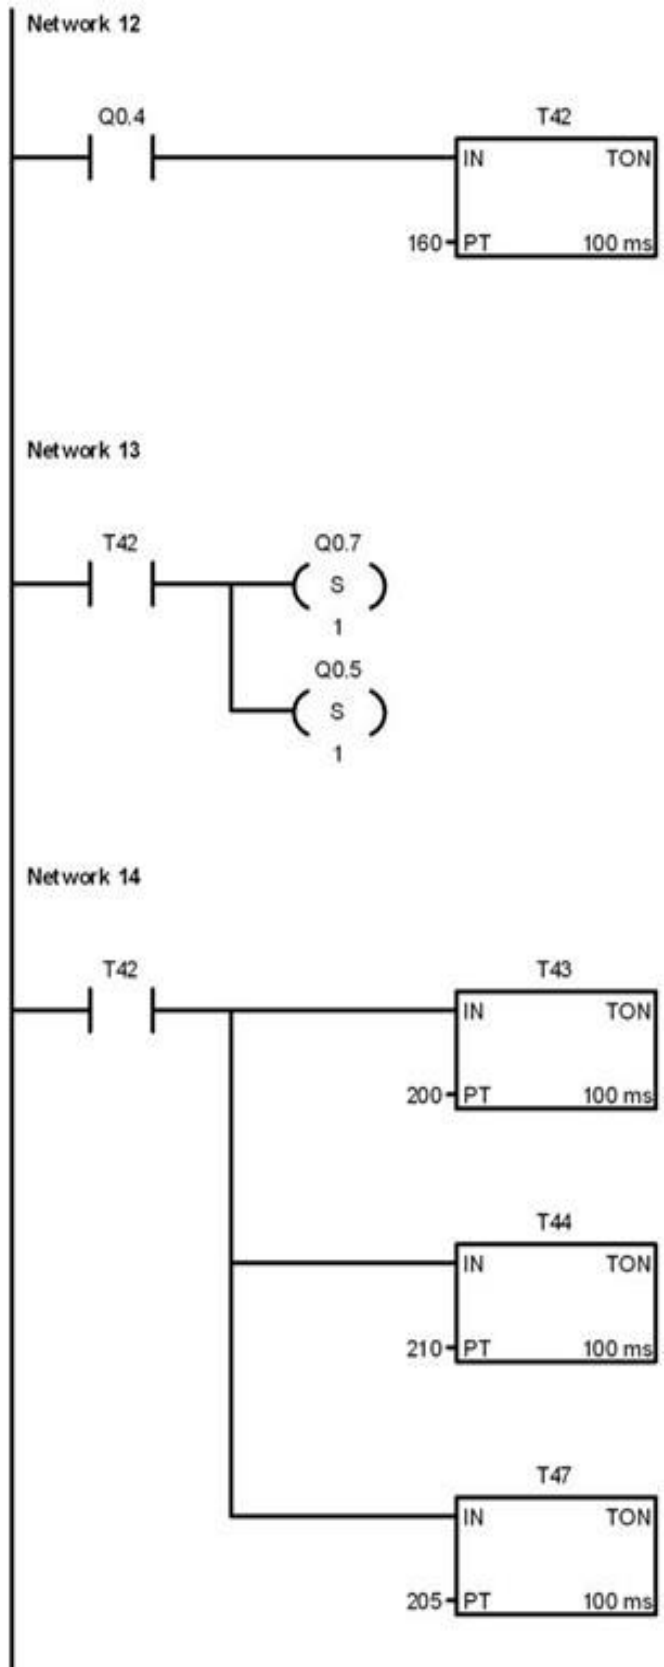 Network 12
Q0.4
T42
IN TON
160 PT 100 ms
Network 13
T42
Q0.7
S
1
Q0.5
S
1
Network 14
T42
T43
IN TON
200 PT 100 ms
T44
IN TON
210 PT 100 ms
T47
IN TON
205 PT 100 ms